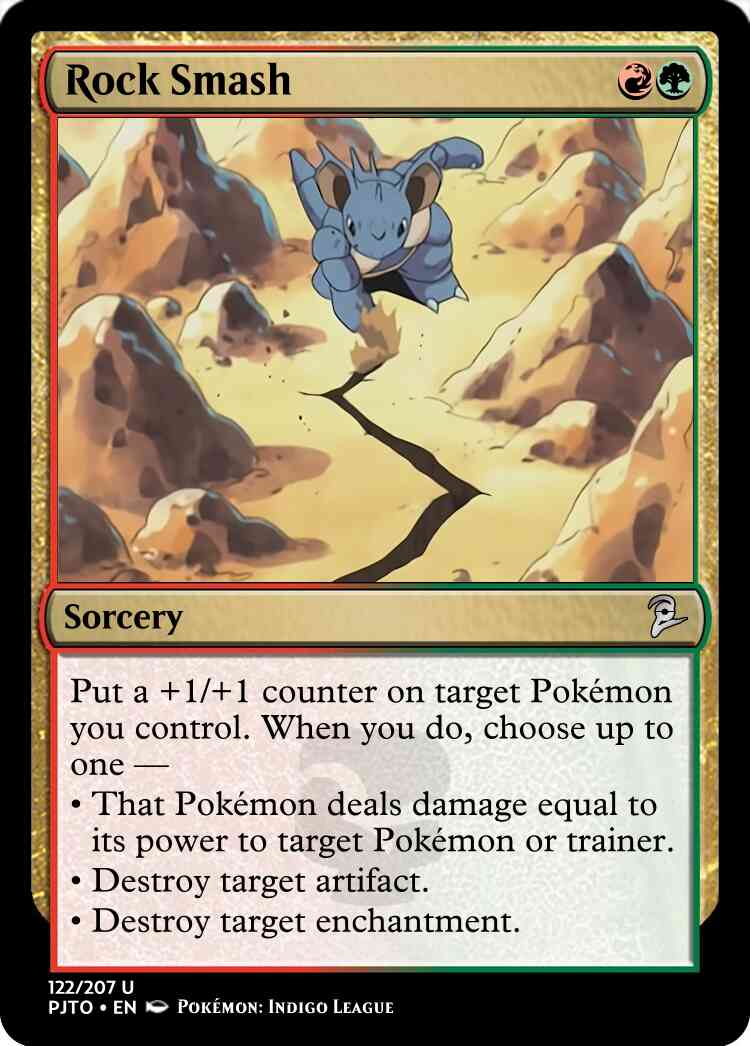 Rock Smash
Sorcery
Put a +1/+1 counter on target Pokémon
you control. When you do, choose up to
one —
• That Pokémon deals damage equal to
its power to target Pokémon or trainer.
• Destroy target artifact.
• Destroy target enchantment.
122/207 U
PJTO • EN Pokémon: Indigo League